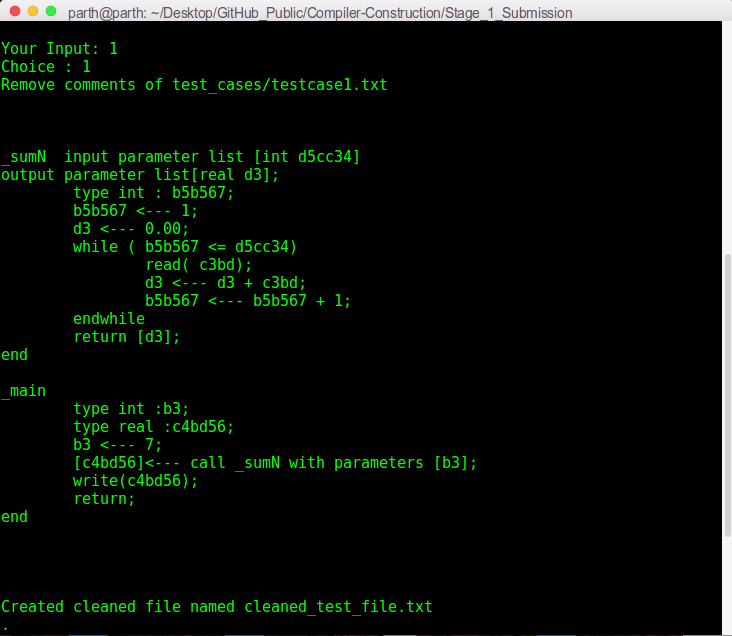 parth@parth: ~/Desktop/GitHub_Public/Compiler-Construction/Stage_1_Submission
Your Input: 1
Choice : 1
Remove comments of test_cases/testcase1.txt
_sumN  input parameter list [int d5cc34]
output parameter list[real d3];
        type int : b5b567;
        b5b567 <--- 1;
        d3 <--- 0.00;
        while ( b5b567 <= d5cc34)
                read( c3bd);
                d3 <--- d3 + c3bd;
                b5b567 <--- b5b567 + 1;
        endwhile
        return [d3];
end
_main
        type int :b3;
        type real :c4bd56;
        b3 <--- 7;
        [c4bd56]<--- call _sumN with parameters [b3];
        write(c4bd56);
        return;
end
Created cleaned file named cleaned_test_file.txt
.